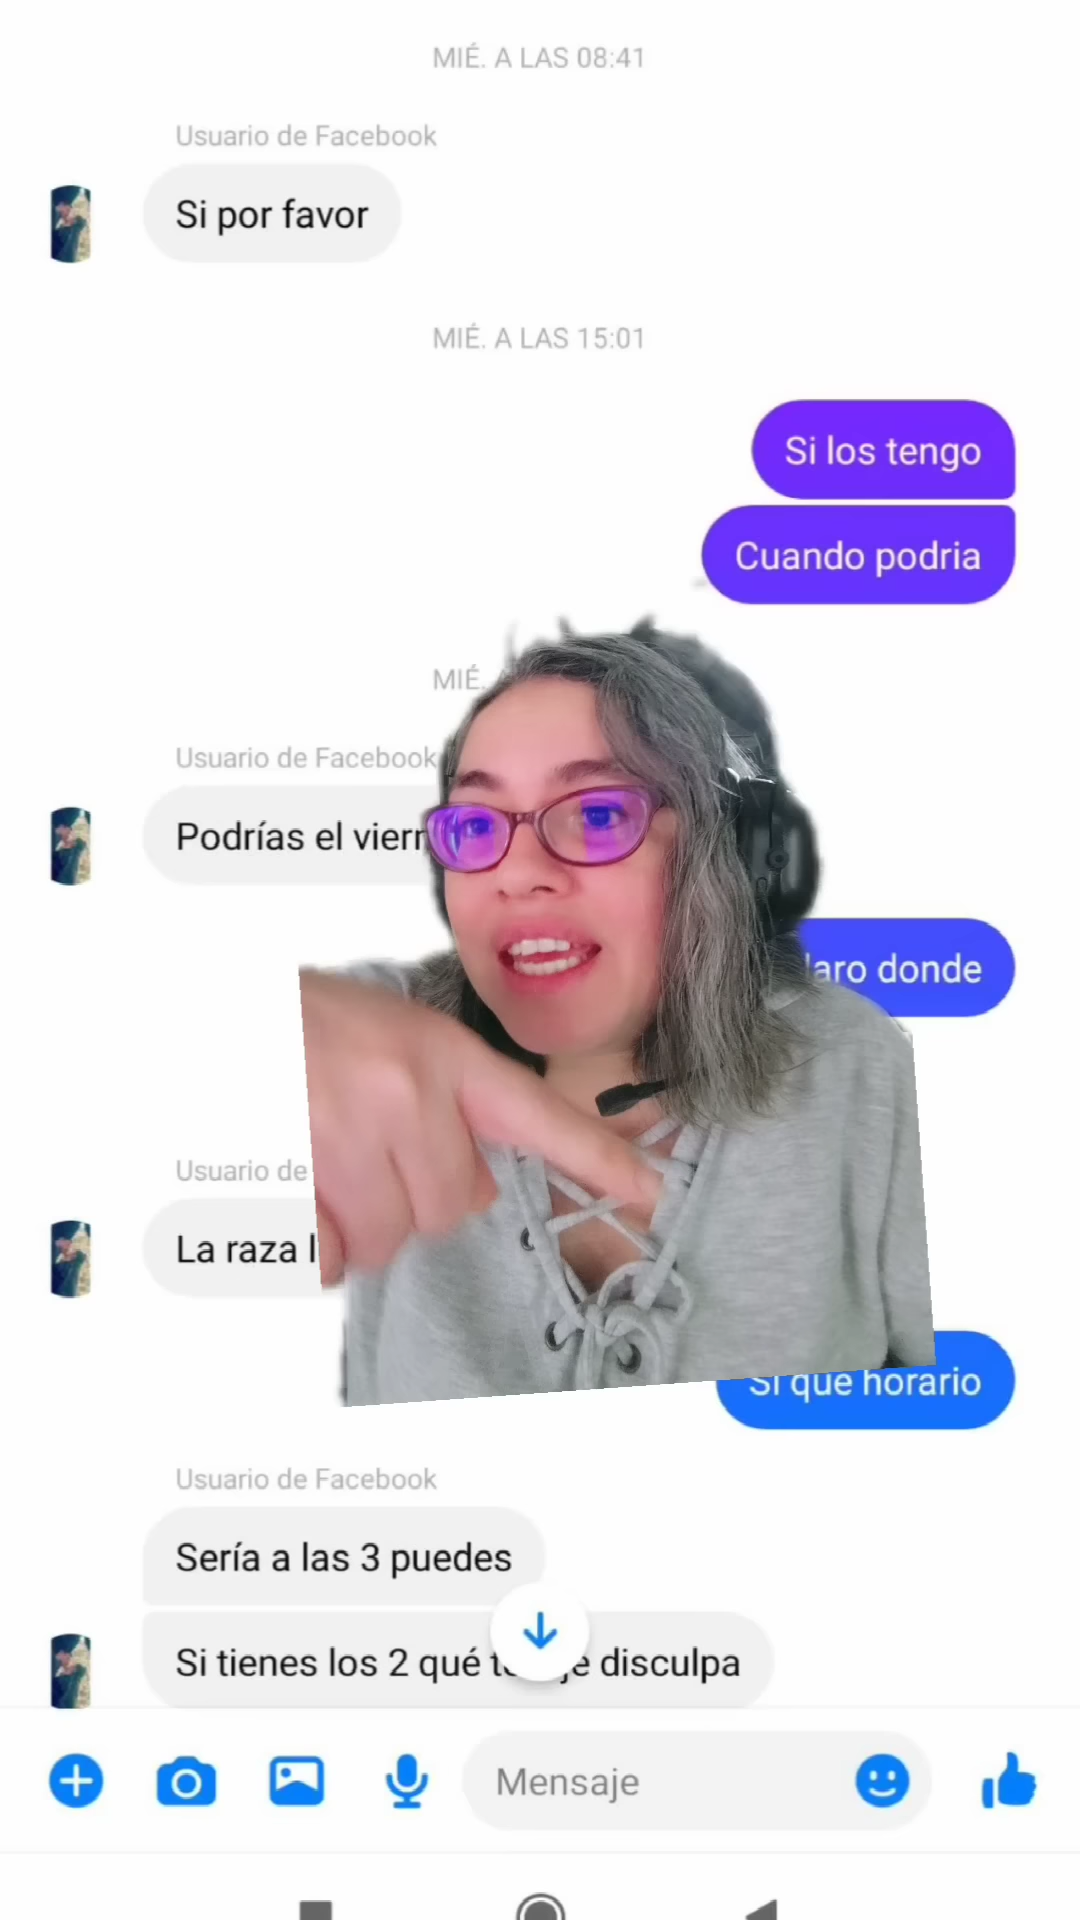 MIÉ. A LAS 08:41
Usuario de Facebook
Si por favor
MIÉ. A LAS 15:01
Si los tengo
Cuando podria
MIÉ.
Usuario de Facebook
Podrías el
donde
Usuario de
La raza
Si que horario
Usuario de Facebook
Sería a las 3 puedes
Si tienes los 2 qué disculpa
Mensaje